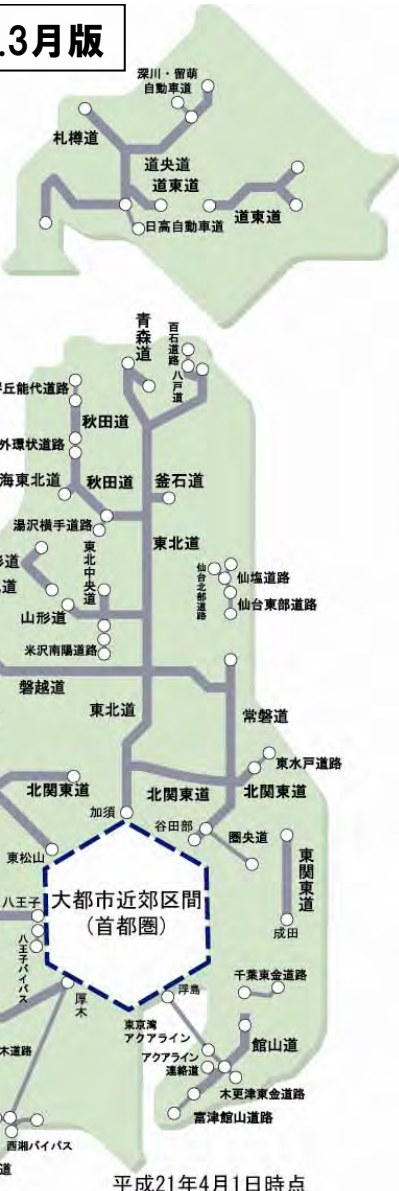 .3月版
深川・留萌
自動車道
札樽道
道央道
道東道
道東道
日高自動車道
青森道
百石道路
八戸道
丘能代道路
秋田道
外環状道路
海東北道
秋田道
釜石道
湯沢横手道路
東北中央道
東北道
形道
道
仙台北部道路
仙塩道路
仙台東部道路
山形道
米沢南陽道路
磐越道
東北道
常磐道
東水戸道路
北関東道
北関東道
北関東道
加須
谷田部
圏央道
東松山
東関東道
八王子
大都市近郊区間
(首都圏)
八王子バイパス
成田
千葉東金道路
厚木
浮島
東京湾
アクアライン
館山道
木道路
アクアライン
連絡道
木更津東金道路
富津館山道路
西湘バイパス
道
平成21年4月1日時点